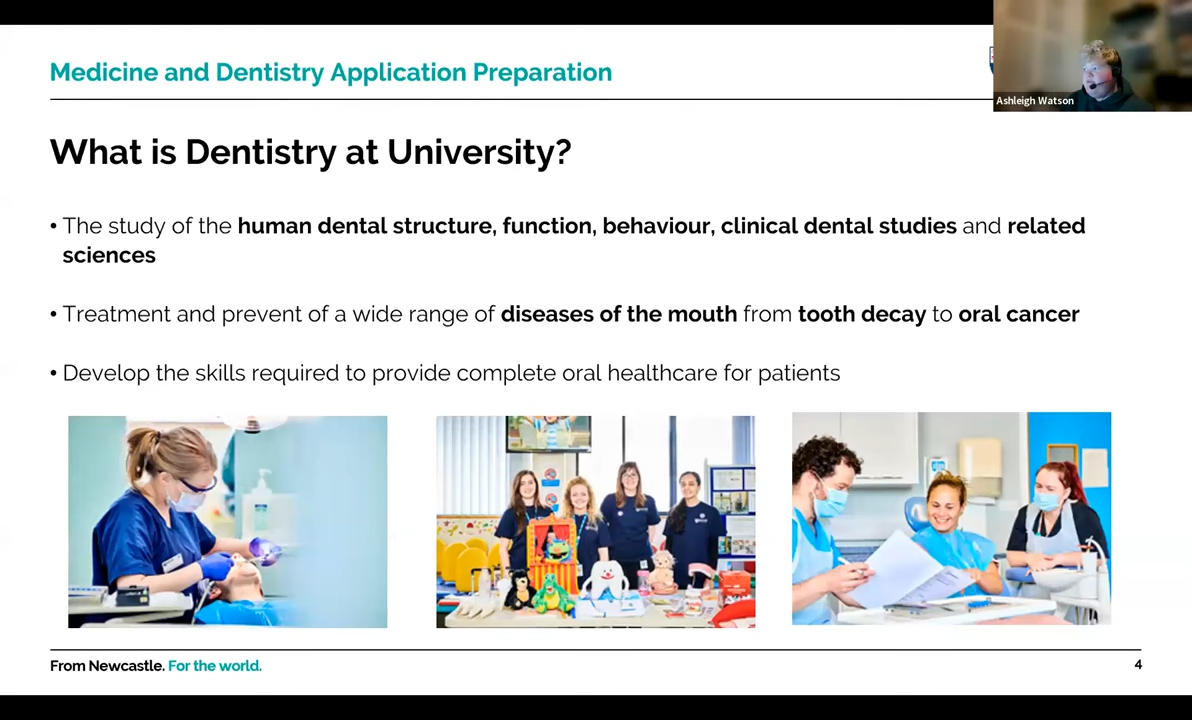 Medicine and Dentistry Application Preparation
Ashleigh Watson
What is Dentistry at University?
• The study of the human dental structure, function, behaviour, clinical dental studies and related
sciences
• Treatment and prevent of a wide range of diseases of the mouth from tooth decay to oral cancer
• Develop the skills required to provide complete oral healthcare for patients
From Newcastle. For the world.
4